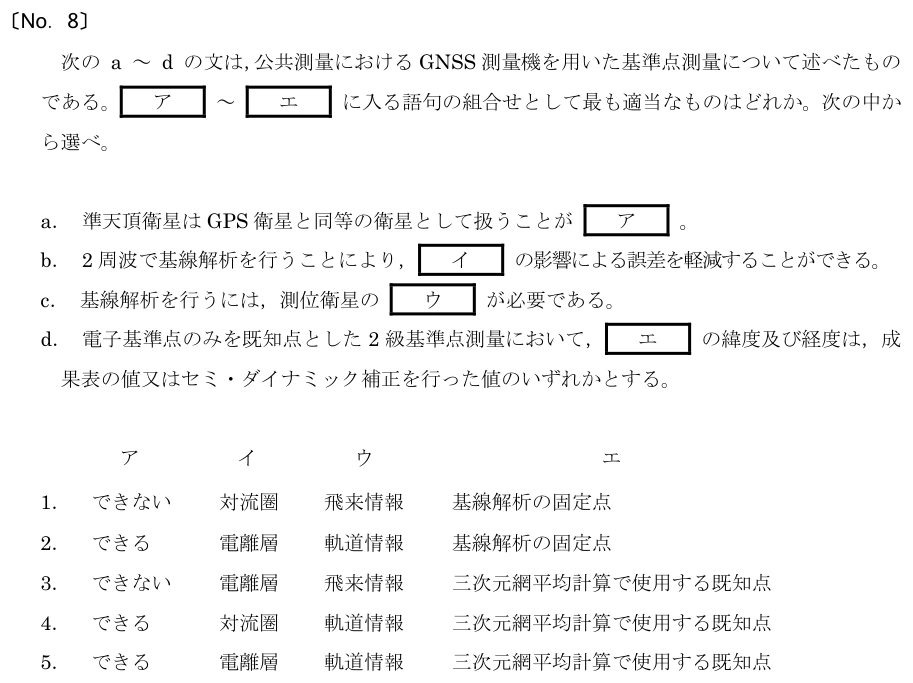 〔No. 8〕
次の a ～ d の文は，公共測量における GNSS 測量機を用いた基準点測量について述べたもの
である。 ア ～ エ に入る語句の組合せとして最も適当なものはどれか。次の中か
ら選べ。
a. 準天頂衛星は GPS 衛星と同等の衛星として扱うことが ア 。
b. 2 周波で基線解析を行うことにより， イ の影響による誤差を軽減することができる。
c. 基線解析を行うには，測位衛星の ウ が必要である。
d. 電子基準点のみを既知点とした 2 級基準点測量において， エ の緯度及び経度は，成
果表の値又はセミ・ダイナミック補正を行った値のいずれかとする。
ア イ ウ エ
1. できない 対流圏 飛来情報 基線解析の固定点
2. できる 電離層 軌道情報 基線解析の固定点
3. できない 電離層 飛来情報 三次元網平均計算で使用する既知点
4. できる 対流圏 軌道情報 三次元網平均計算で使用する既知点
5. できる 電離層 軌道情報 三次元網平均計算で使用する既知点